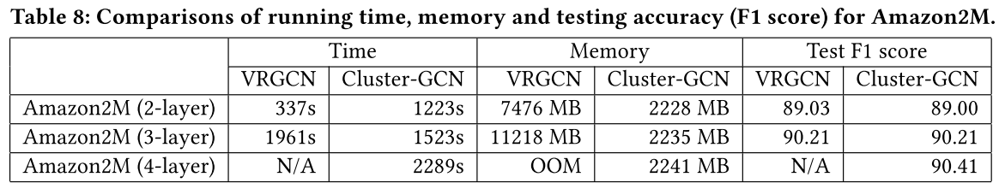 Table 8: Comparisons of running time, memory and testing accuracy (F1 score) for Amazon2M.
Time Memory Test F1 score
VRGCN Cluster-GCN VRGCN Cluster-GCN VRGCN Cluster-GCN
Amazon2M (2-layer) 337s 1223s 7476 MB 2228 MB 89.03 89.00
Amazon2M (3-layer) 1961s 1523s 11218 MB 2235 MB 90.21 90.21
Amazon2M (4-layer) N/A 2289s OOM 2241 MB N/A 90.41